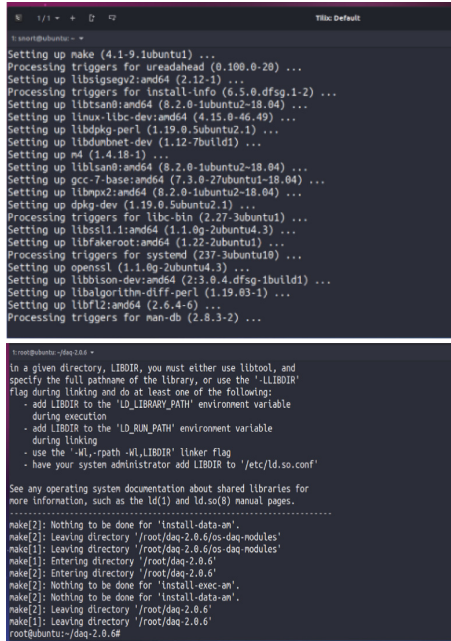 1/1
Tilix: Default
1: snort@ubuntu: ~
Setting up make (4.1-9.1ubuntu1) ...
Processing triggers for ureadahead (0.100.0-20) ...
Setting up libsigsegv2:amd64 (2.12-1) ...
Processing triggers for install-info (6.5.0.dfsg.1-2) ...
Setting up libtsan0:amd64 (8.2.0-1ubuntu2~18.04) ...
Setting up linux-libc-dev:amd64 (4.15.0-46.49) ...
Setting up libdpkg-perl (1.19.0.5ubuntu2.1) ...
Setting up libdumbnet-dev (1.12-7build1) ...
Setting up m4 (1.4.18-1) ...
Setting up liblsan0:amd64 (8.2.0-1ubuntu2~18.04) ...
Setting up gcc-7-base:amd64 (7.3.0-27ubuntu1~18.04) ...
Setting up libmpx2:amd64 (8.2.0-1ubuntu2~18.04) ...
Setting up dpkg-dev (1.19.0.5ubuntu2.1) ...
Processing triggers for libc-bin (2.27-3ubuntu1) ...
Setting up libssl1.1:amd64 (1.1.0g-2ubuntu4.3) ...
Setting up libfakeroot:amd64 (1.22-2ubuntu1) ...
Processing triggers for systemd (237-3ubuntu10) ...
Setting up openssl (1.1.0g-2ubuntu4.3) ...
Setting up libbison-dev:amd64 (2:3.0.4.dfsg-1build1) ...
Setting up libalgorithm-diff-perl (1.19.03-1) ...
Setting up libfl2:amd64 (2.6.4-6) ...
Processing triggers for man-db (2.8.3-2) ...
1: root@ubuntu: ~/daq-2.0.6
in a given directory, LIBDIR, you must either use libtool, and
specify the full pathname of the library, or use the '-LLIBDIR'
flag during linking and do at least one of the following:
- add LIBDIR to the 'LD_LIBRARY_PATH' environment variable
during execution
- add LIBDIR to the 'LD_RUN_PATH' environment variable
during linking
- use the '-Wl,-rpath -Wl,LIBDIR' linker flag
- have your system administrator add LIBDIR to '/etc/ld.so.conf'
See any operating system documentation about shared libraries for
more information, such as the ld(1) and ld.so(8) manual pages.
----------------------------------------------------------------------
make[2]: Nothing to be done for 'install-data-am'.
make[2]: Leaving directory '/root/daq-2.0.6/os-daq-modules'
make[1]: Leaving directory '/root/daq-2.0.6/os-daq-modules'
make[1]: Entering directory '/root/daq-2.0.6'
make[2]: Entering directory '/root/daq-2.0.6'
make[2]: Nothing to be done for 'install-exec-am'.
make[2]: Nothing to be done for 'install-data-am'.
make[2]: Leaving directory '/root/daq-2.0.6'
make[1]: Leaving directory '/root/daq-2.0.6'
root@ubuntu:~/daq-2.0.6#